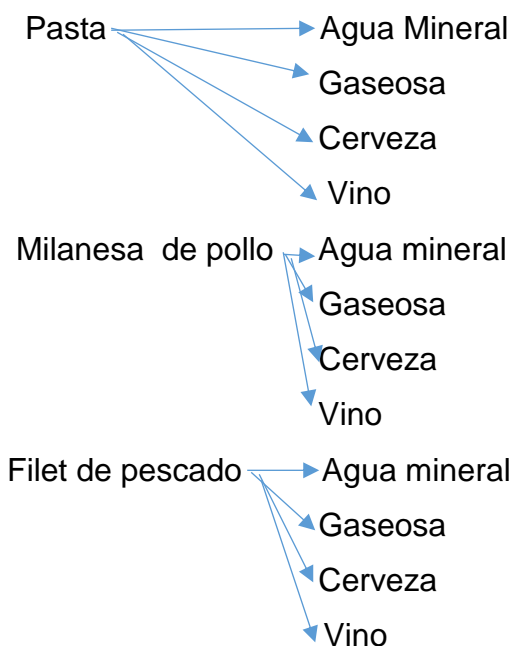 Pasta Agua Mineral
Gaseosa
Cerveza
Vino
Milanesa de pollo Agua mineral
Gaseosa
Cerveza
Vino
Filet de pescado Agua mineral
Gaseosa
Cerveza
Vino